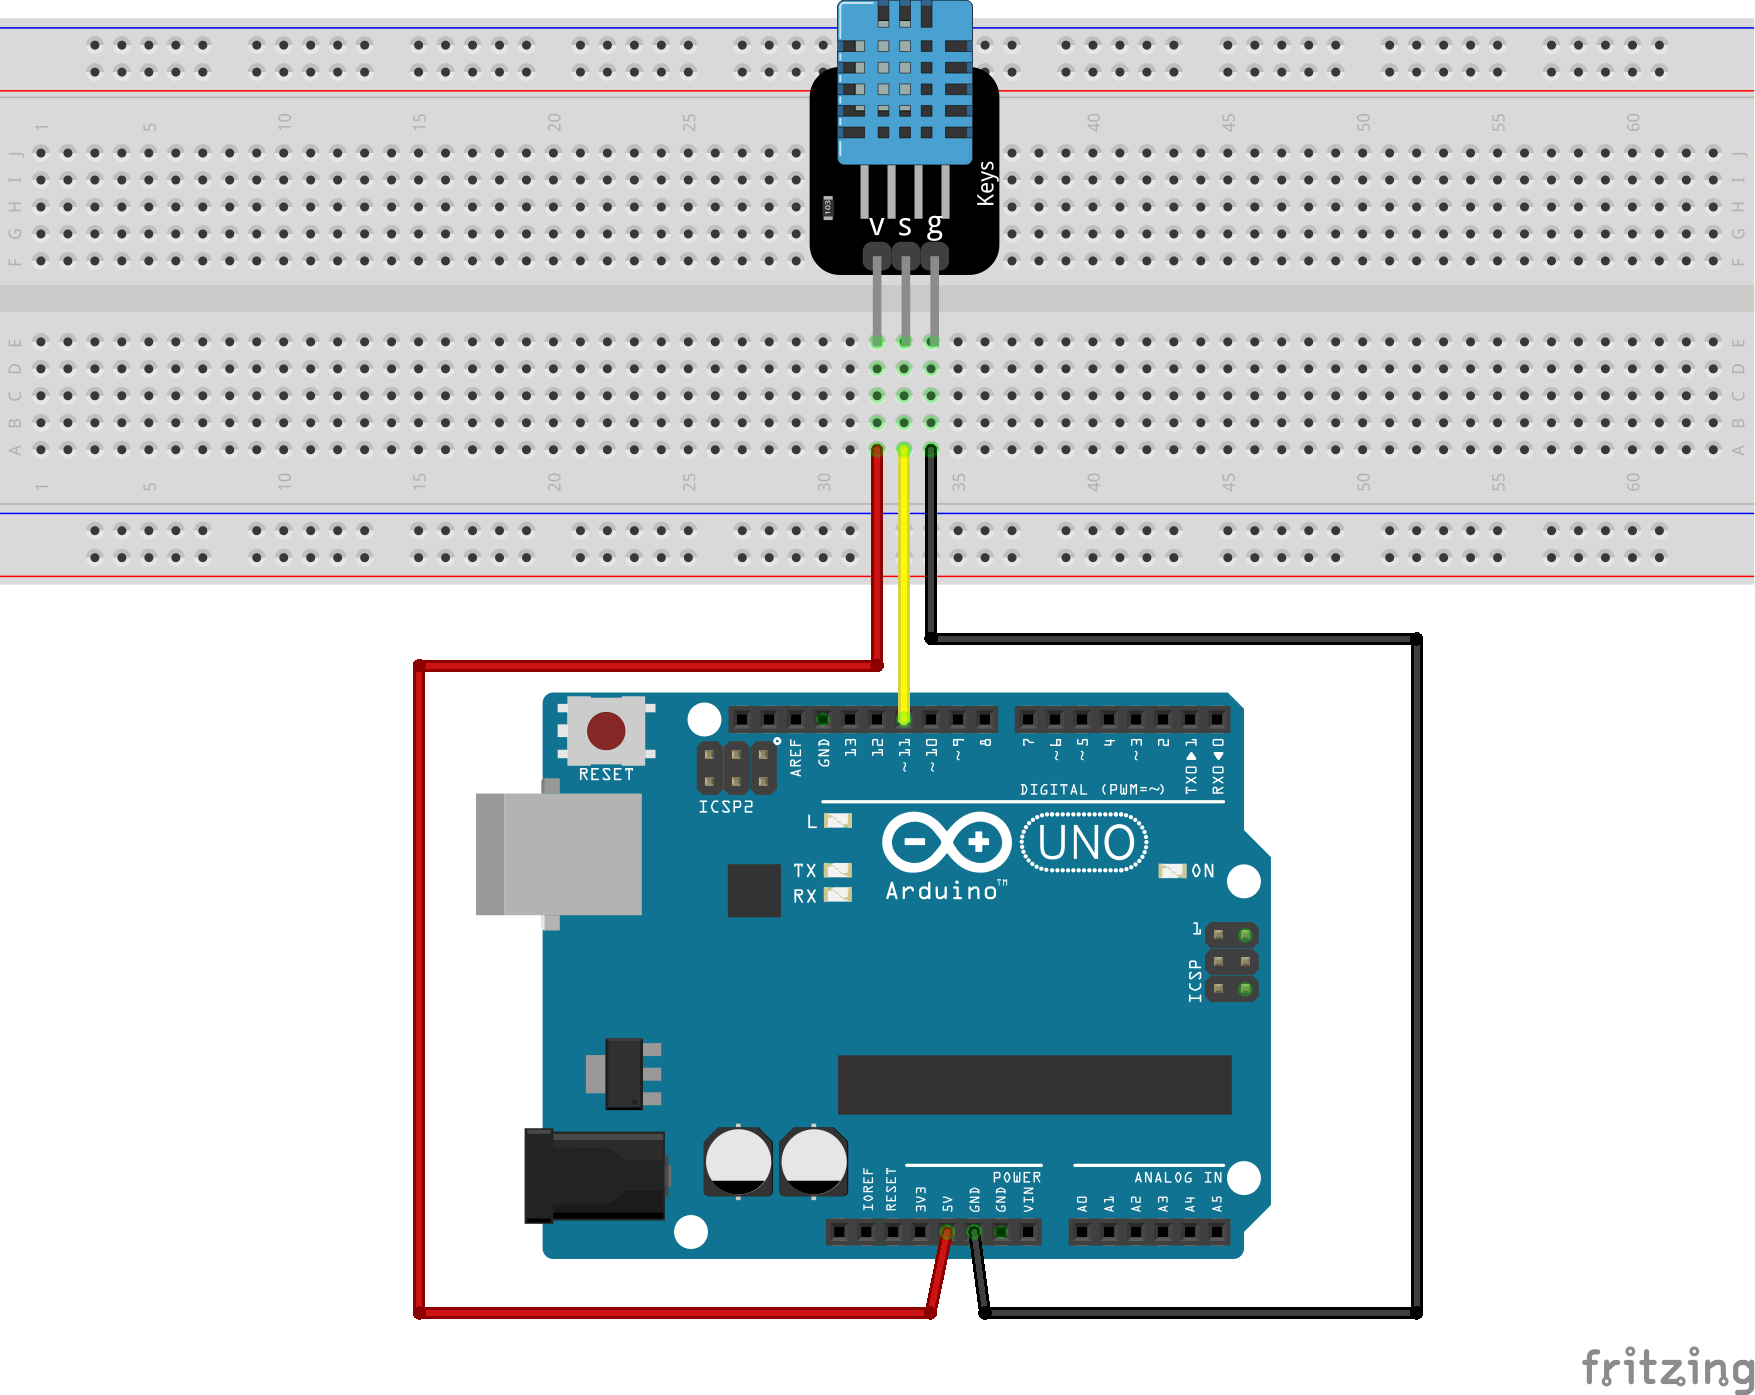 1 5 10 15 20 25 40 45 50 55 60
J J
I I
H H
G G
F F
Keys
103
v s g
E E
D D
C C
B B
A A
1 5 10 15 20 25 30 35 40 45 50 55 60
RESET
ICSP2
AREF
GND
13
12
~11
~10
~9
8
7
~6
~5
4
~3
2
TX0▶1
RX0◀0
DIGITAL (PWM=~)
L
TX
RX
UNO
Arduino™
ON
1
ICSP
IOREF
RESET
3V3
5V
GND
GND
VIN
POWER
ANALOG IN
A0
A1
A2
A3
A4
A5
fritzing